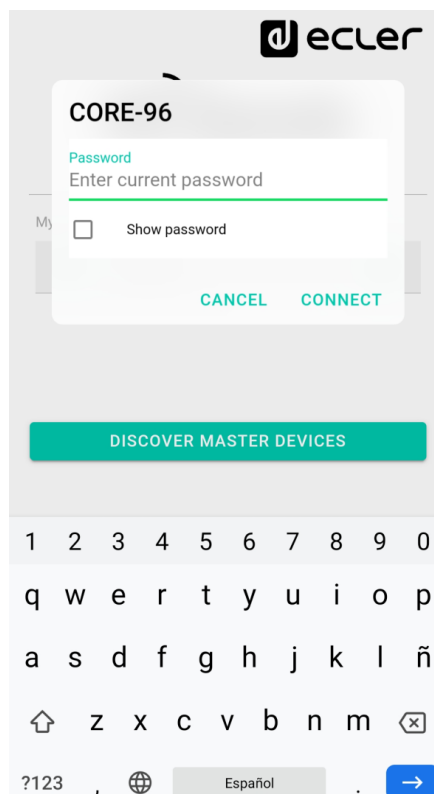 ecler
CORE-96
Password
Enter current password
My
Show password
CANCEL CONNECT
DISCOVER MASTER DEVICES
1 2 3 4 5 6 7 8 9 0
q w e r t y u i o p
a s d f g h j k l ñ
z x c v b n m
?123 , Español .